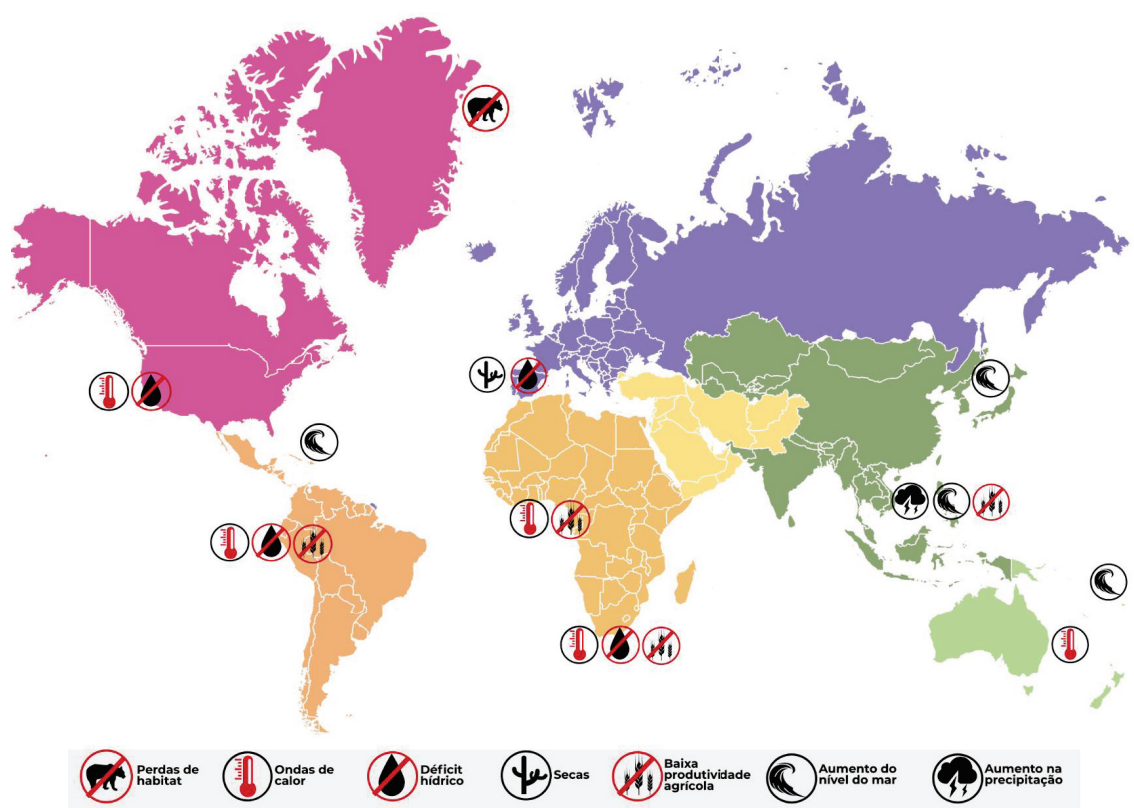 Perdas de
habitat
Ondas de
calor
Déficit
hídrico
Secas
Baixa
produtividade
agrícola
Aumento do
nível do mar
Aumento na
precipitação